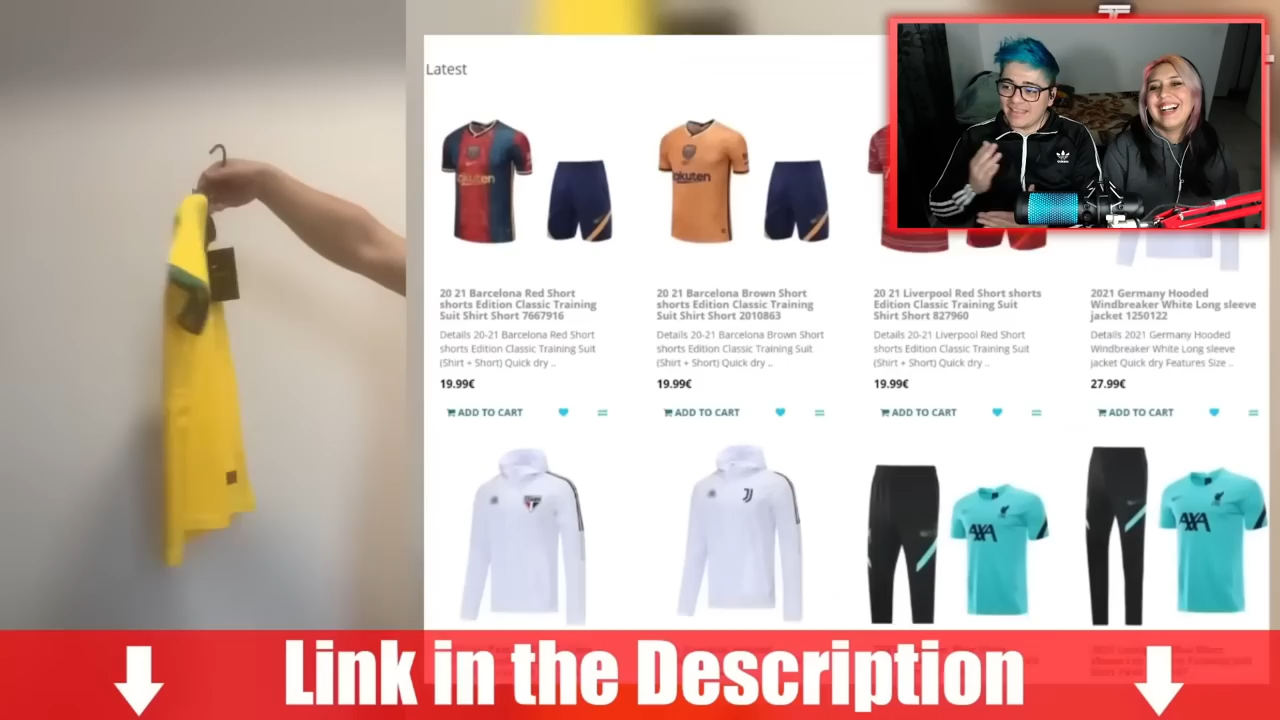 Latest
Rakuten
Rakuten
20 21 Barcelona Red Short
shorts Edition Classic Training
Suit Shirt Short 7667916
Details 20-21 Barcelona Red Short
shorts Edition Classic Training Suit
(Shirt + Short) Quick dry ..
19.99€
ADD TO CART
20 21 Barcelona Brown Short
shorts Edition Classic Training
Suit Shirt Short 2010863
Details 20-21 Barcelona Brown Short
shorts Edition Classic Training Suit
(Shirt + Short) Quick dry ..
19.99€
ADD TO CART
20 21 Liverpool Red Short shorts
Edition Classic Training Suit
Shirt Short 827960
Details 20-21 Liverpool Red Short
shorts Edition Classic Training Suit
(Shirt + Short) Quick dry ..
19.99€
ADD TO CART
2021 Germany Hooded
Windbreaker White Long sleeve
jacket 1250122
Details 2021 Germany Hooded
Windbreaker White Long sleeve
jacket Quick dry Features Size ..
27.99€
ADD TO CART
AXA
AXA
Link in the Description